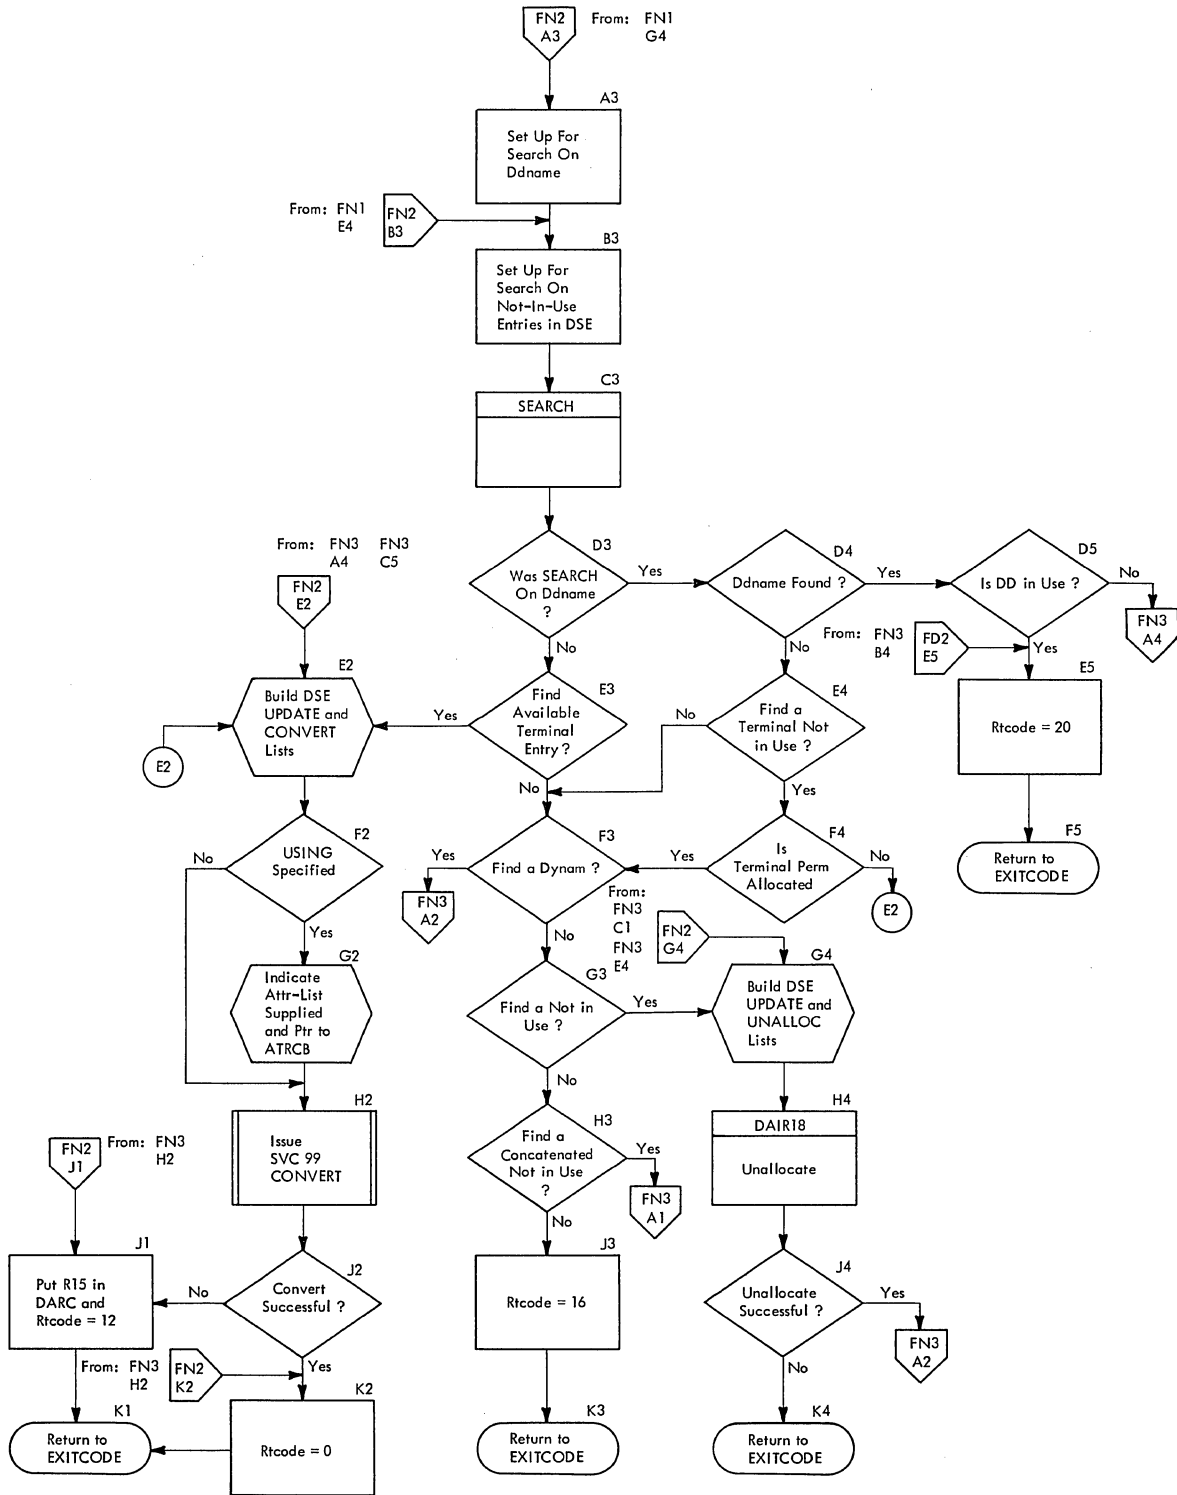 FN2
A3
From: FN1
G4
A3
Set Up For
Search On
Ddname
From: FN1
E4
FN2
B3
B3
Set Up For
Search On
Not-In-Use
Entries in DSE
C3
SEARCH
D3
Was SEARCH
On Ddname
?
Yes
No
D4
Ddname Found ?
Yes
No
D5
Is DD in Use ?
No
Yes
FN3
A4
From: FN3 FN3
A4 C5
FN2
E2
From: FN3
B4
FD2
E5
E2
Build DSE
UPDATE and
CONVERT
Lists
E2
E3
Find
Available
Terminal
Entry ?
Yes
No
E4
Find a
Terminal Not
in Use ?
No
Yes
E5
Rtcode = 20
F2
USING
Specified
No
Yes
F3
Find a Dynam ?
Yes
No
FN3
A2
F4
Is
Terminal Perm
Allocated
Yes
No
E2
F5
Return to
EXITCODE
From:
FN3
C1
FN3
E4
FN2
G4
G2
Indicate
Attr-List
Supplied
and Ptr to
ATRCB
G3
Find a Not in
Use ?
Yes
No
G4
Build DSE
UPDATE and
UNALLOC
Lists
H2
Issue
SVC 99
CONVERT
H3
Find a
Concatenated
Not in Use
?
Yes
No
FN3
A1
H4
DAIR18
Unallocate
FN2
J1
From: FN3
H2
J1
Put R15 in
DARC and
Rtcode = 12
J2
Convert
Successful ?
No
Yes
J3
Rtcode = 16
J4
Unallocate
Successful ?
Yes
No
FN3
A2
From: FN3
H2
FN2
K2
K1
Return to
EXITCODE
K2
Rtcode = 0
K3
Return to
EXITCODE
K4
Return to
EXITCODE